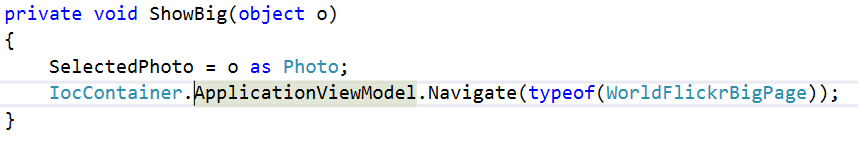 private void ShowBig(object o)
{
    SelectedPhoto = o as Photo;
    IocContainer.ApplicationViewModel.Navigate(typeof(WorldFlickrBigPage));
}